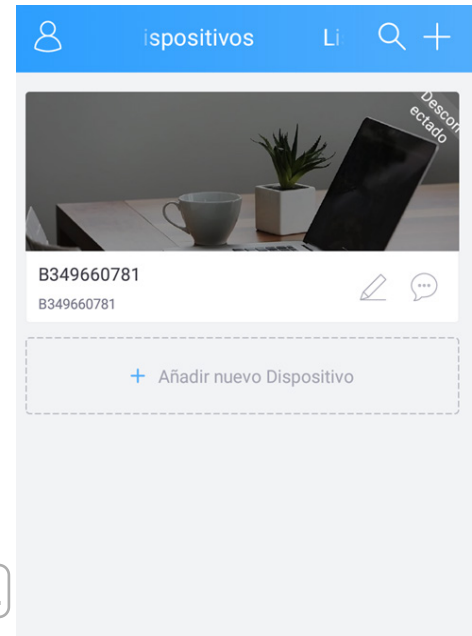 ispositivos Li
Descon
ectado
B349660781
B349660781
+ Añadir nuevo Dispositivo